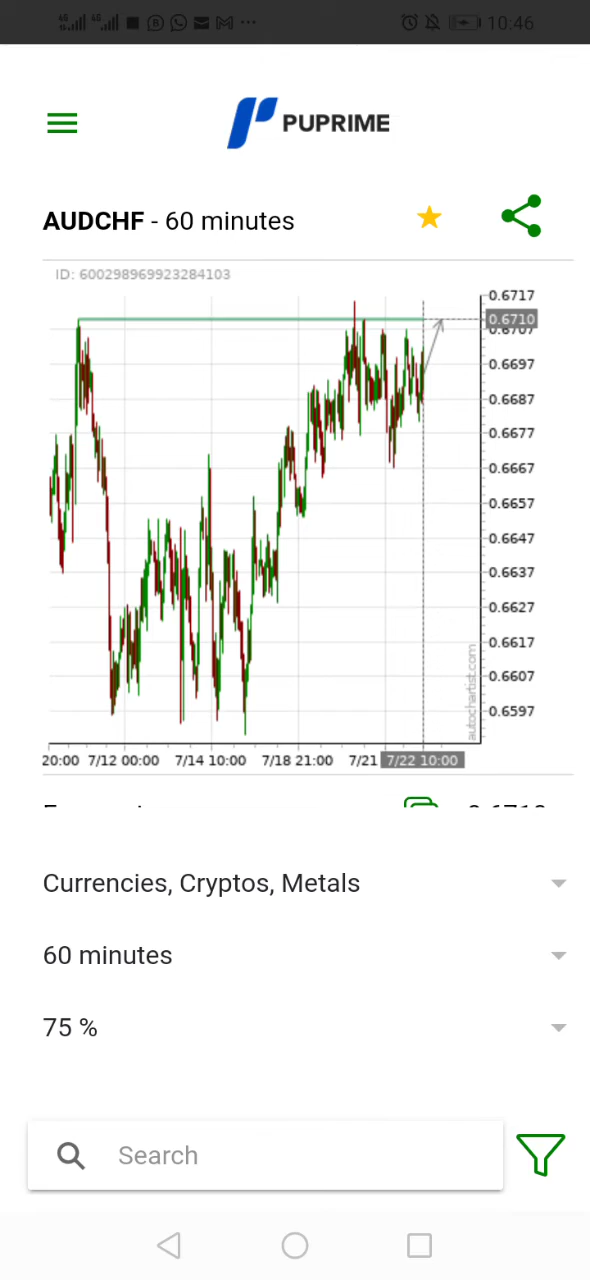 4G 4G 10:46
PUPRIME
AUDCHF - 60 minutes
ID: 600298969923284103
0.6717
0.6710
0.6707
0.6697
0.6687
0.6677
0.6667
0.6657
0.6647
0.6637
0.6627
0.6617
0.6607
0.6597
autochartist.com
20:00 7/12 00:00 7/14 10:00 7/18 21:00 7/21 7/22 10:00
Currencies, Cryptos, Metals
60 minutes
75 %
Search